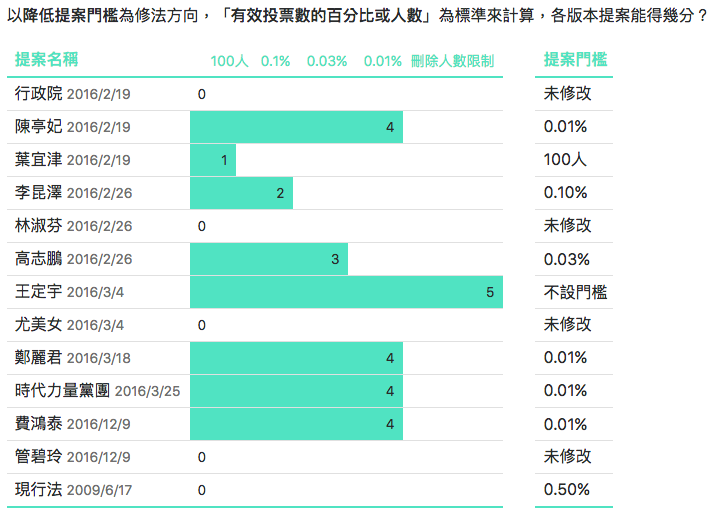 以降低提案門檻為修法方向，「有效投票數的百分比或人數」為標準來計算，各版本提案能得幾分？
提案名稱 100人 0.1% 0.03% 0.01% 刪除人數限制 提案門檻
行政院 2016/2/19 0 未修改
陳亭妃 2016/2/19 4 0.01%
葉宜津 2016/2/19 1 100人
李昆澤 2016/2/26 2 0.10%
林淑芬 2016/2/26 0 未修改
高志鵬 2016/2/26 3 0.03%
王定宇 2016/3/4 5 不設門檻
尤美女 2016/3/4 0 未修改
鄭麗君 2016/3/18 4 0.01%
時代力量黨團 2016/3/25 4 0.01%
費鴻泰 2016/12/9 4 0.01%
管碧玲 2016/12/9 0 未修改
現行法 2009/6/17 0 0.50%